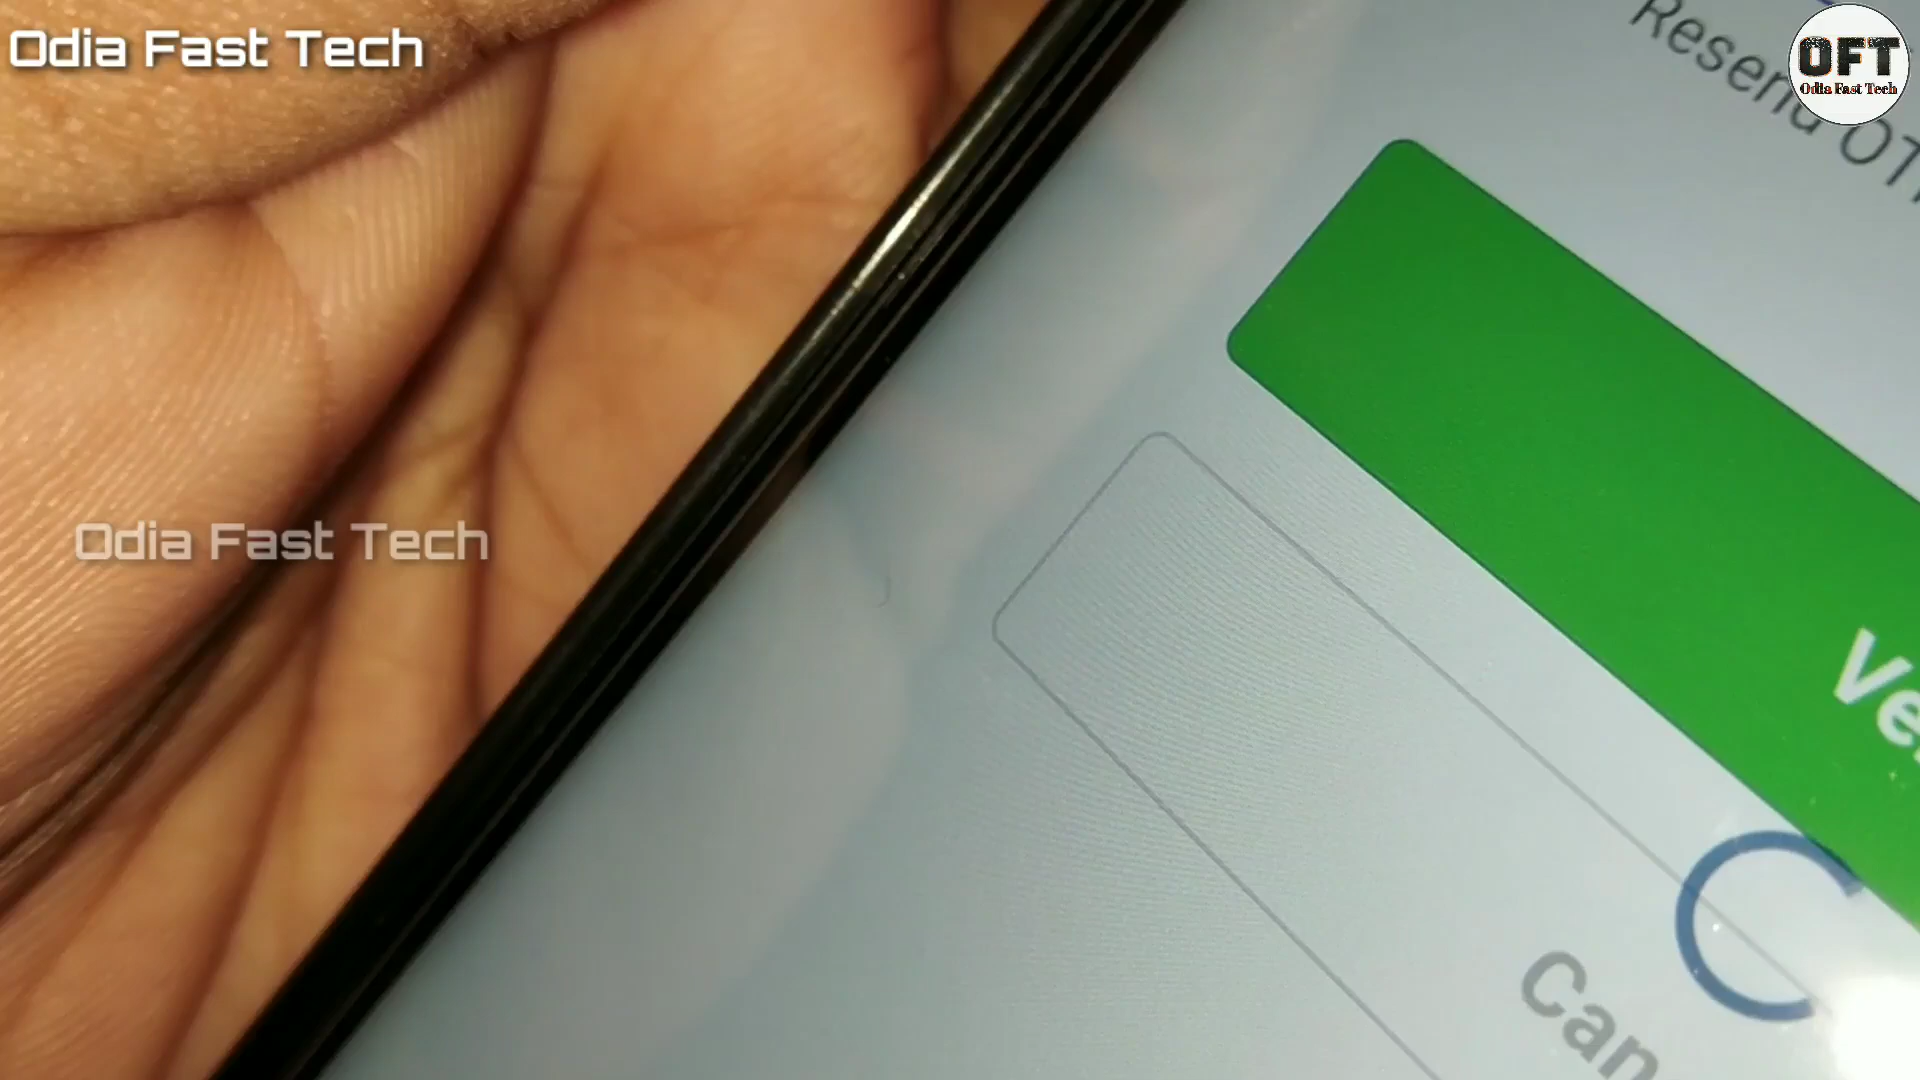 Odia Fast Tech
OFT
Odia Fast Tech
Resend OT
Odia Fast Tech
Ve
Can